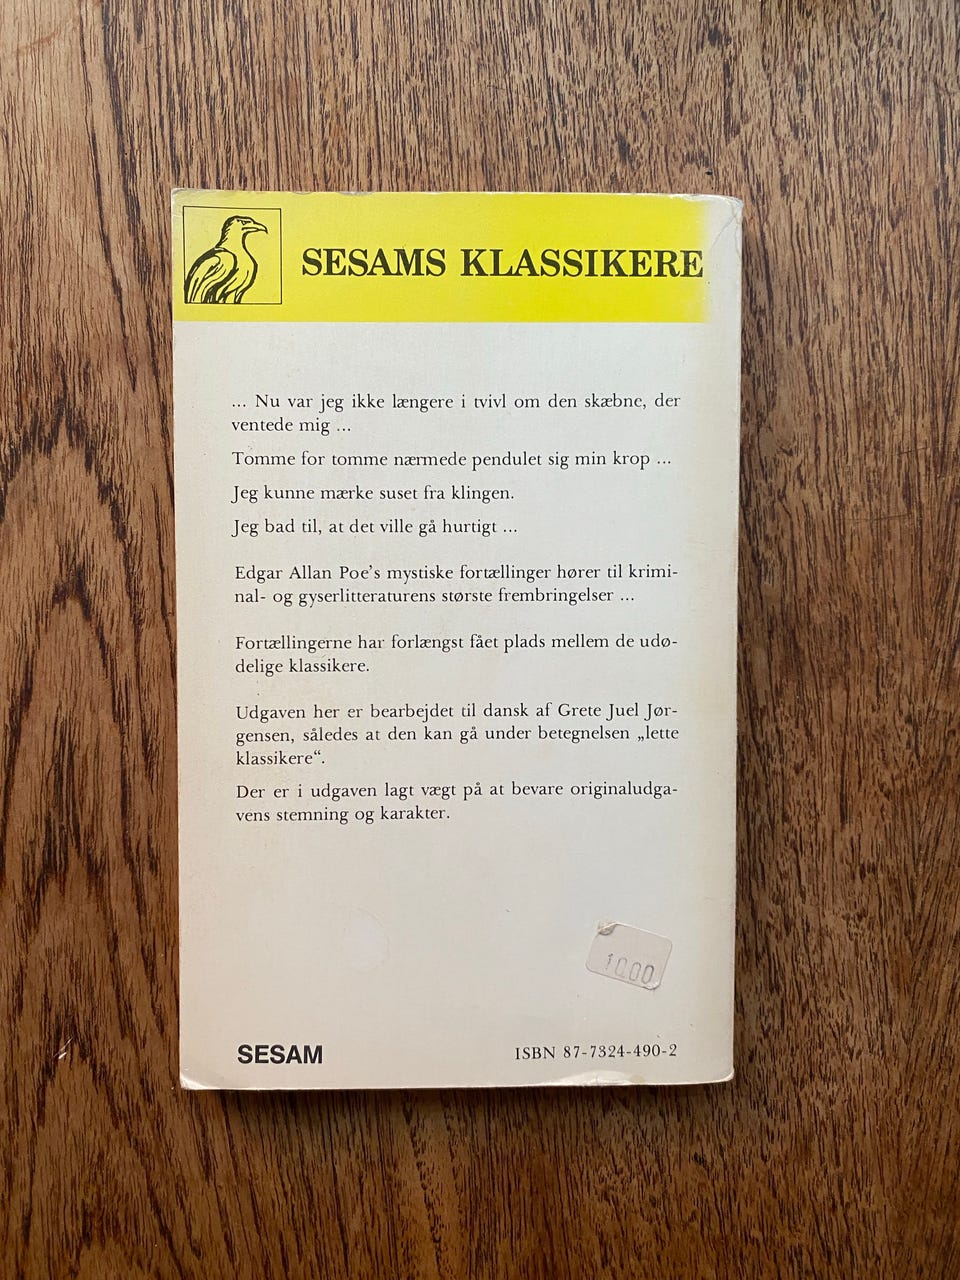 SESAMS KLASSIKERE
... Nu var jeg ikke længere i tvivl om den skæbne, der
ventede mig ...
Tomme for tomme nærmede pendulet sig min krop ...
Jeg kunne mærke suset fra klingen.
Jeg bad til, at det ville gå hurtigt ...
Edgar Allan Poe's mystiske fortællinger hører til krimi-
nal- og gyserlitteraturens største frembringelser ...
Fortællingerne har forlængst fået plads mellem de udø-
delige klassikere.
Udgaven her er bearbejdet til dansk af Grete Juel Jør-
gensen, således at den kan gå under betegnelsen „lette
klassikere“.
Der er i udgaven lagt vægt på at bevare originaludga-
vens stemning og karakter.
10.00
SESAM
ISBN 87-7324-490-2